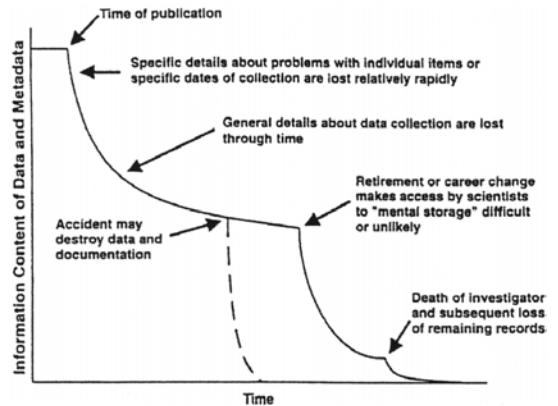 Time of publication
Specific details about problems with individual items or
specific dates of collection are lost relatively rapidly
General details about data collection are lost
through time
Retirement or career change
makes access by scientists
to "mental storage" difficult
or unlikely
Accident may
destroy data and
documentation
Death of investigator
and subsequent loss
of remaining records
Information Content of Data and Metadata
Time